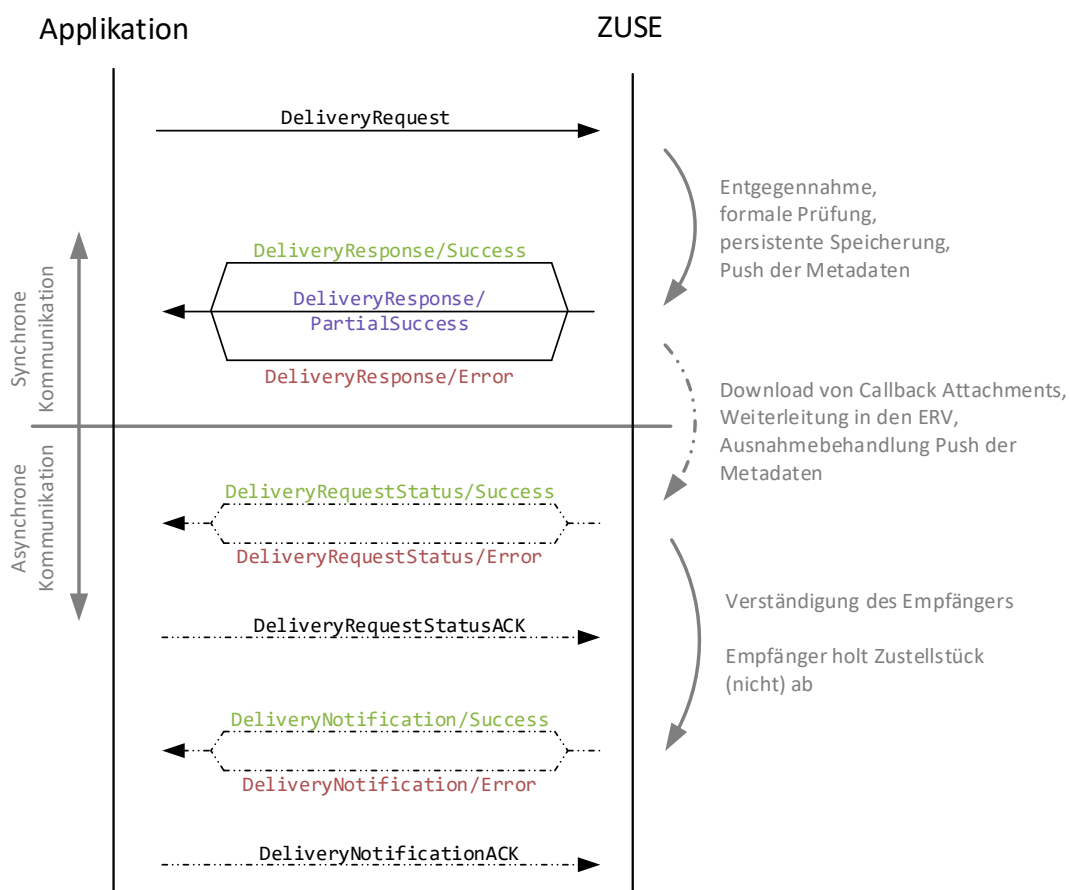 Applikation
ZUSE
DeliveryRequest
Entgegennahme,
formale Prüfung,
persistente Speicherung,
Push der Metadaten
DeliveryResponse/Success
DeliveryResponse/
PartialSuccess
DeliveryResponse/Error
Synchrone
Kommunikation
Download von Callback Attachments,
Weiterleitung in den ERV,
Ausnahmebehandlung Push der
Metadaten
Asynchrone
Kommunikation
DeliveryRequestStatus/Success
DeliveryRequestStatus/Error
Verständigung des Empfängers
DeliveryRequestStatusACK
Empfänger holt Zustellstück
(nicht) ab
DeliveryNotification/Success
DeliveryNotification/Error
DeliveryNotificationACK